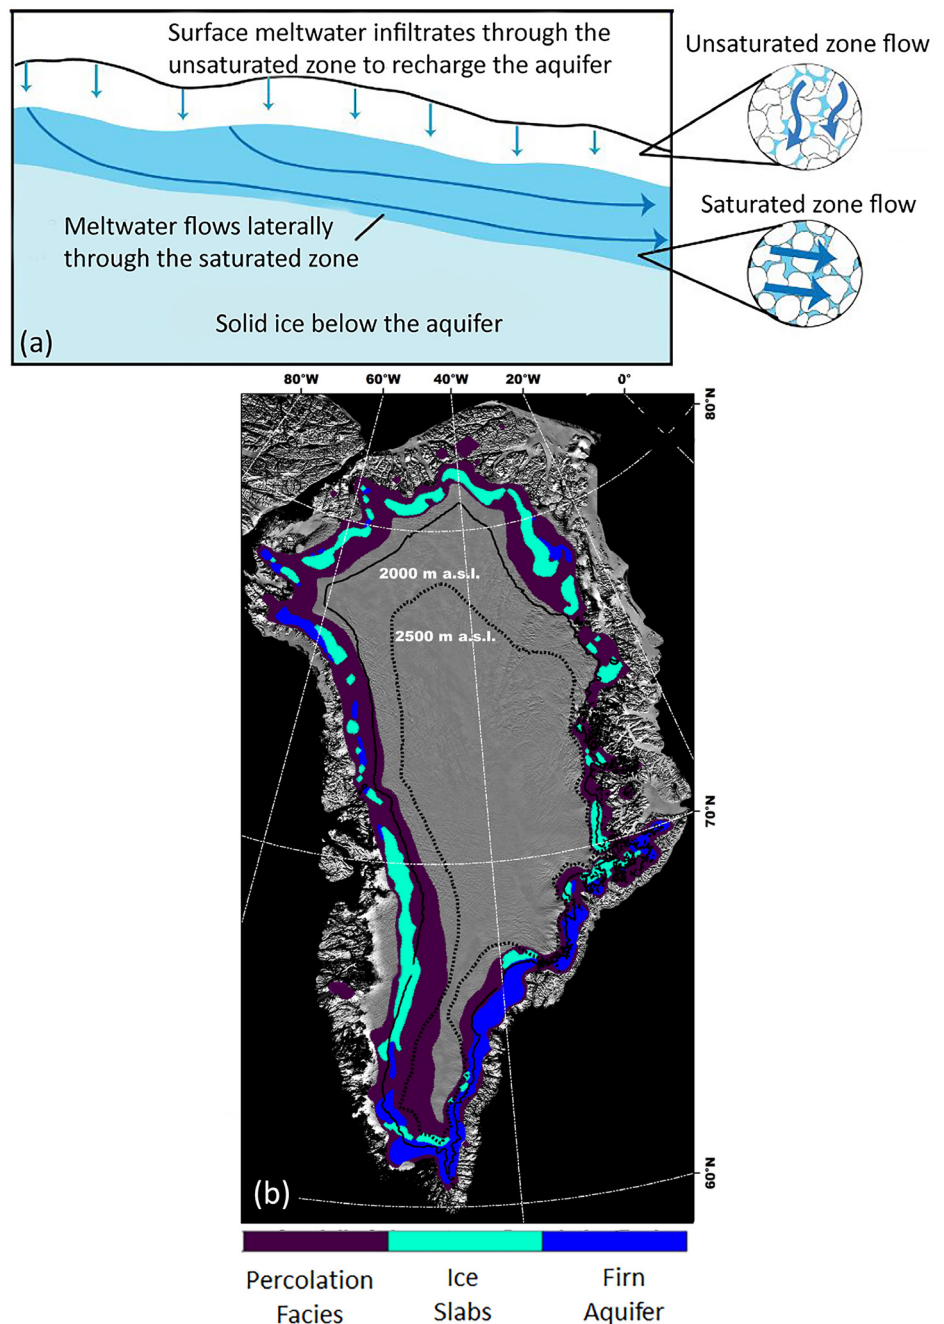 Surface meltwater infiltrates through the
unsaturated zone to recharge the aquifer
Unsaturated zone flow
Saturated zone flow
Meltwater flows laterally
through the saturated zone
Solid ice below the aquifer
(a)
80°W 60°W 40°W 20°W 0°
80°N
2000 m a.s.l.
2500 m a.s.l.
70°N
60°N
(b)
Percolation
Facies
Ice
Slabs
Firn
Aquifer